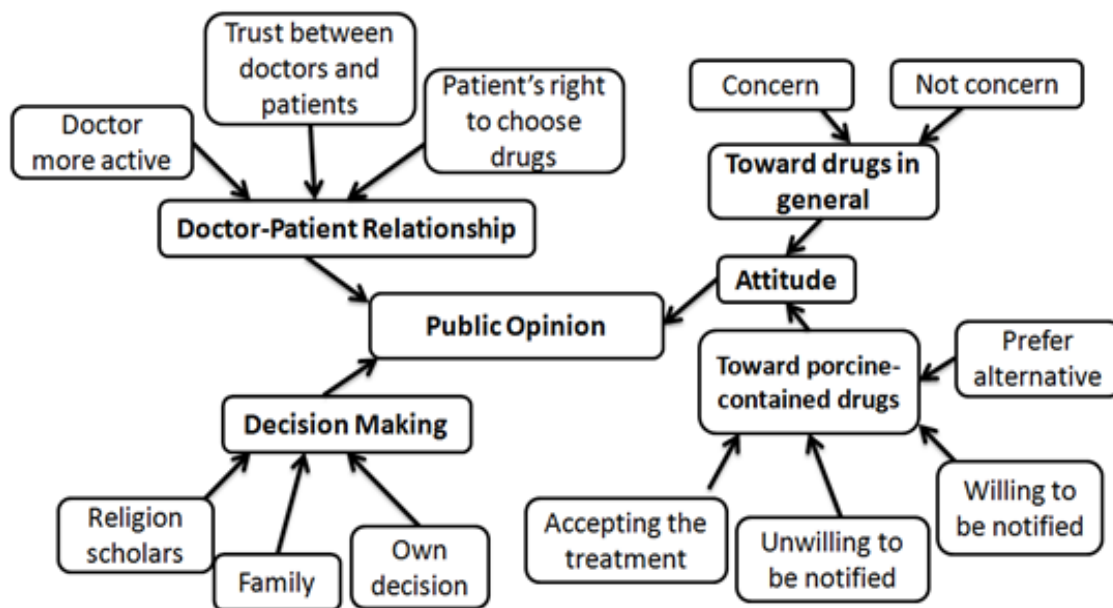 Trust between
doctors and
patients
Doctor
more active
Patient's right
to choose
drugs
Doctor-Patient Relationship
Concern
Not concern
Toward drugs in
general
Attitude
Public Opinion
Toward porcine-
contained drugs
Prefer
alternative
Decision Making
Religion
scholars
Family
Own
decision
Accepting the
treatment
Unwilling to
be notified
Willing to
be notified